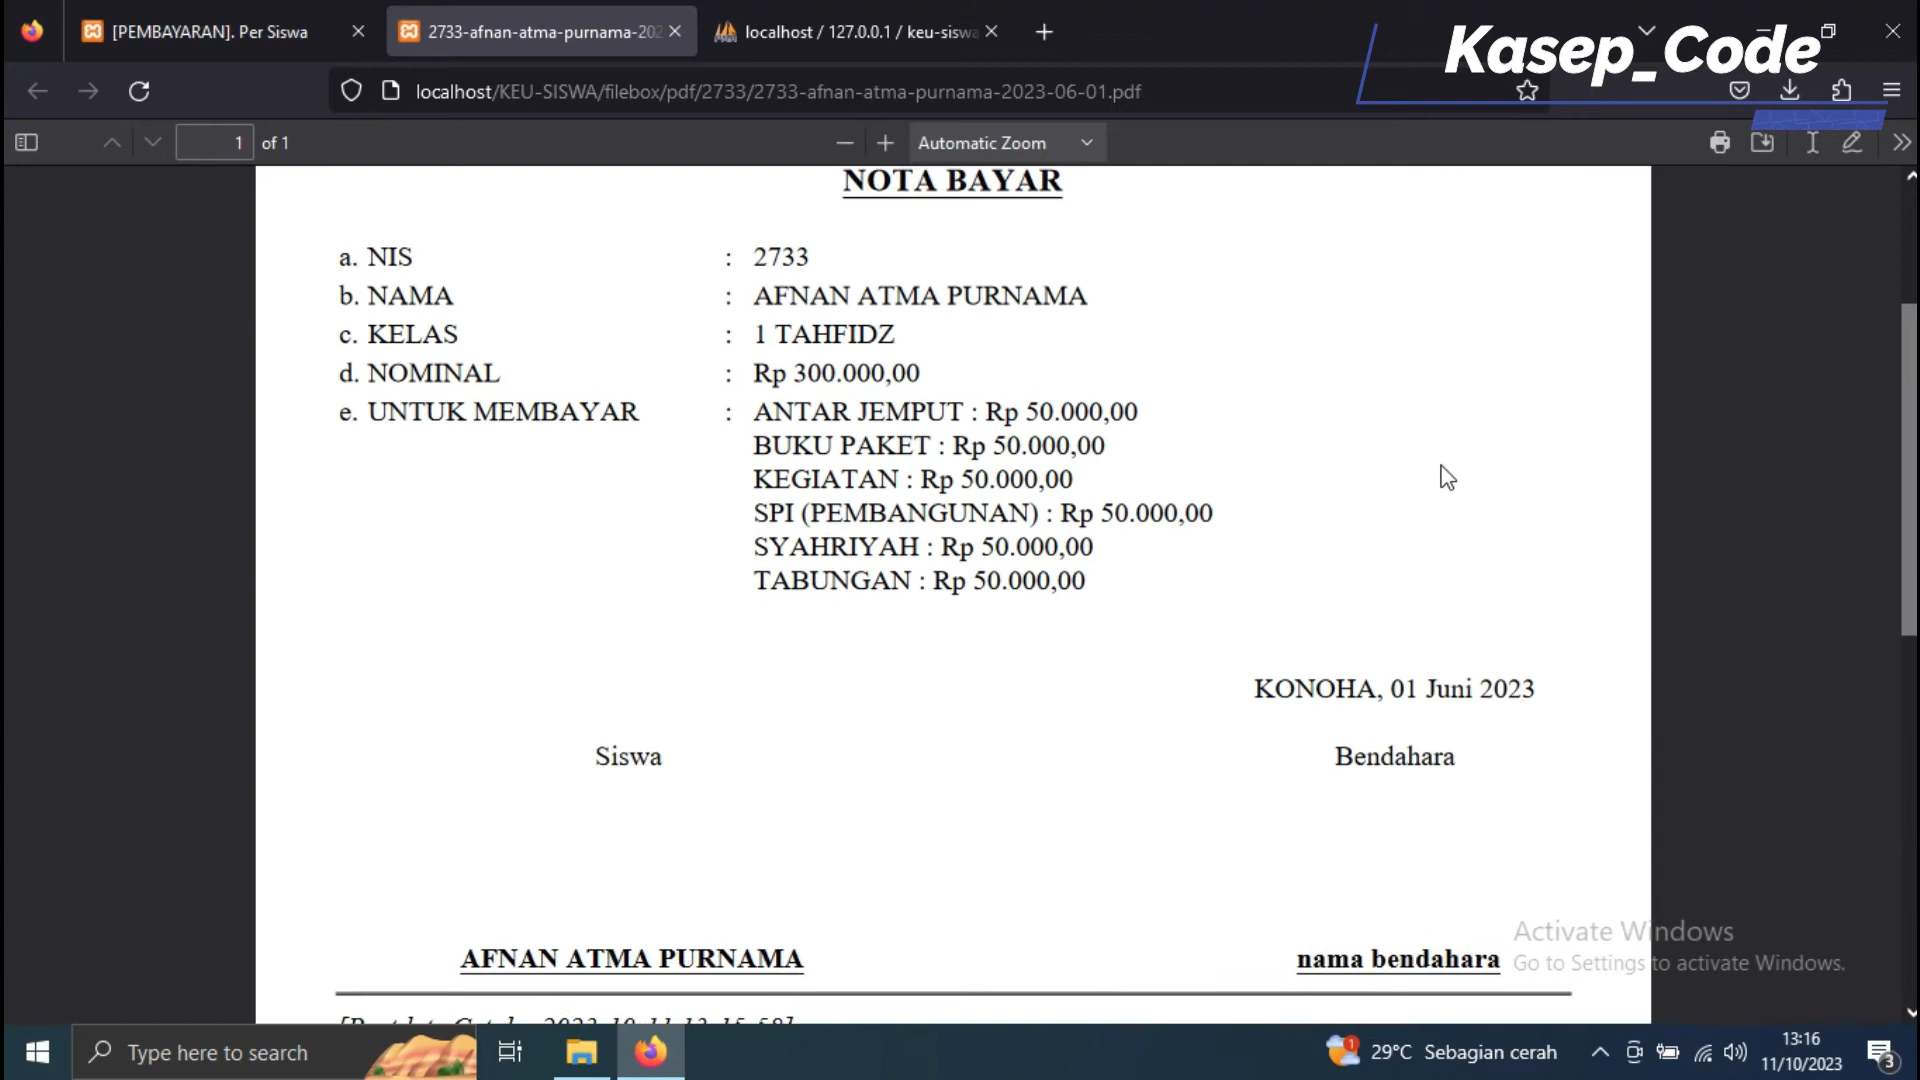 [PEMBAYARAN]. Per Siswa
2733-afnan-atma-purnama-202
localhost / 127.0.0.1 / keu-siswa
Kasep_Code
localhost/KEU-SISWA/filebox/pdf/2733/2733-afnan-atma-purnama-2023-06-01.pdf
1 of 1
Automatic Zoom
NOTA BAYAR
a. NIS : 2733
b. NAMA : AFNAN ATMA PURNAMA
c. KELAS : 1 TAHFIDZ
d. NOMINAL : Rp 300.000,00
e. UNTUK MEMBAYAR : ANTAR JEMPUT : Rp 50.000,00
BUKU PAKET : Rp 50.000,00
KEGIATAN : Rp 50.000,00
SPI (PEMBANGUNAN) : Rp 50.000,00
SYAHRIYAH : Rp 50.000,00
TABUNGAN : Rp 50.000,00
KONOHA, 01 Juni 2023
Siswa Bendahara
AFNAN ATMA PURNAMA nama bendahara
Activate Windows
Go to Settings to activate Windows.
Type here to search
1
29°C Sebagian cerah
13:16
11/10/2023
3